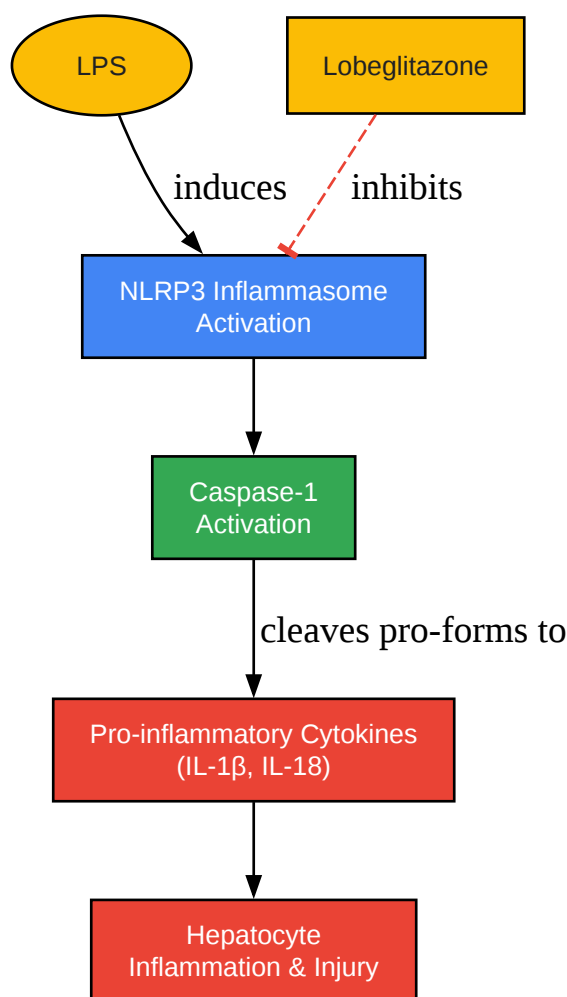 LPS
Lobeglitazone
induces
inhibits
NLRP3 Inflammasome
Activation
Caspase-1
Activation
cleaves pro-forms to
Pro-inflammatory Cytokines
(IL-1β, IL-18)
Hepatocyte
Inflammation & Injury